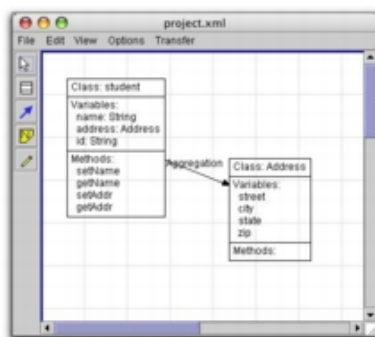 project.xml
File Edit View Options Transfer
Class: student
Variables:
name: String
address: Address
id: String
Methods:
setName
getName
setAddr
getAddr
Aggregation
Class: Address
Variables:
street
city
state
zip
Methods: